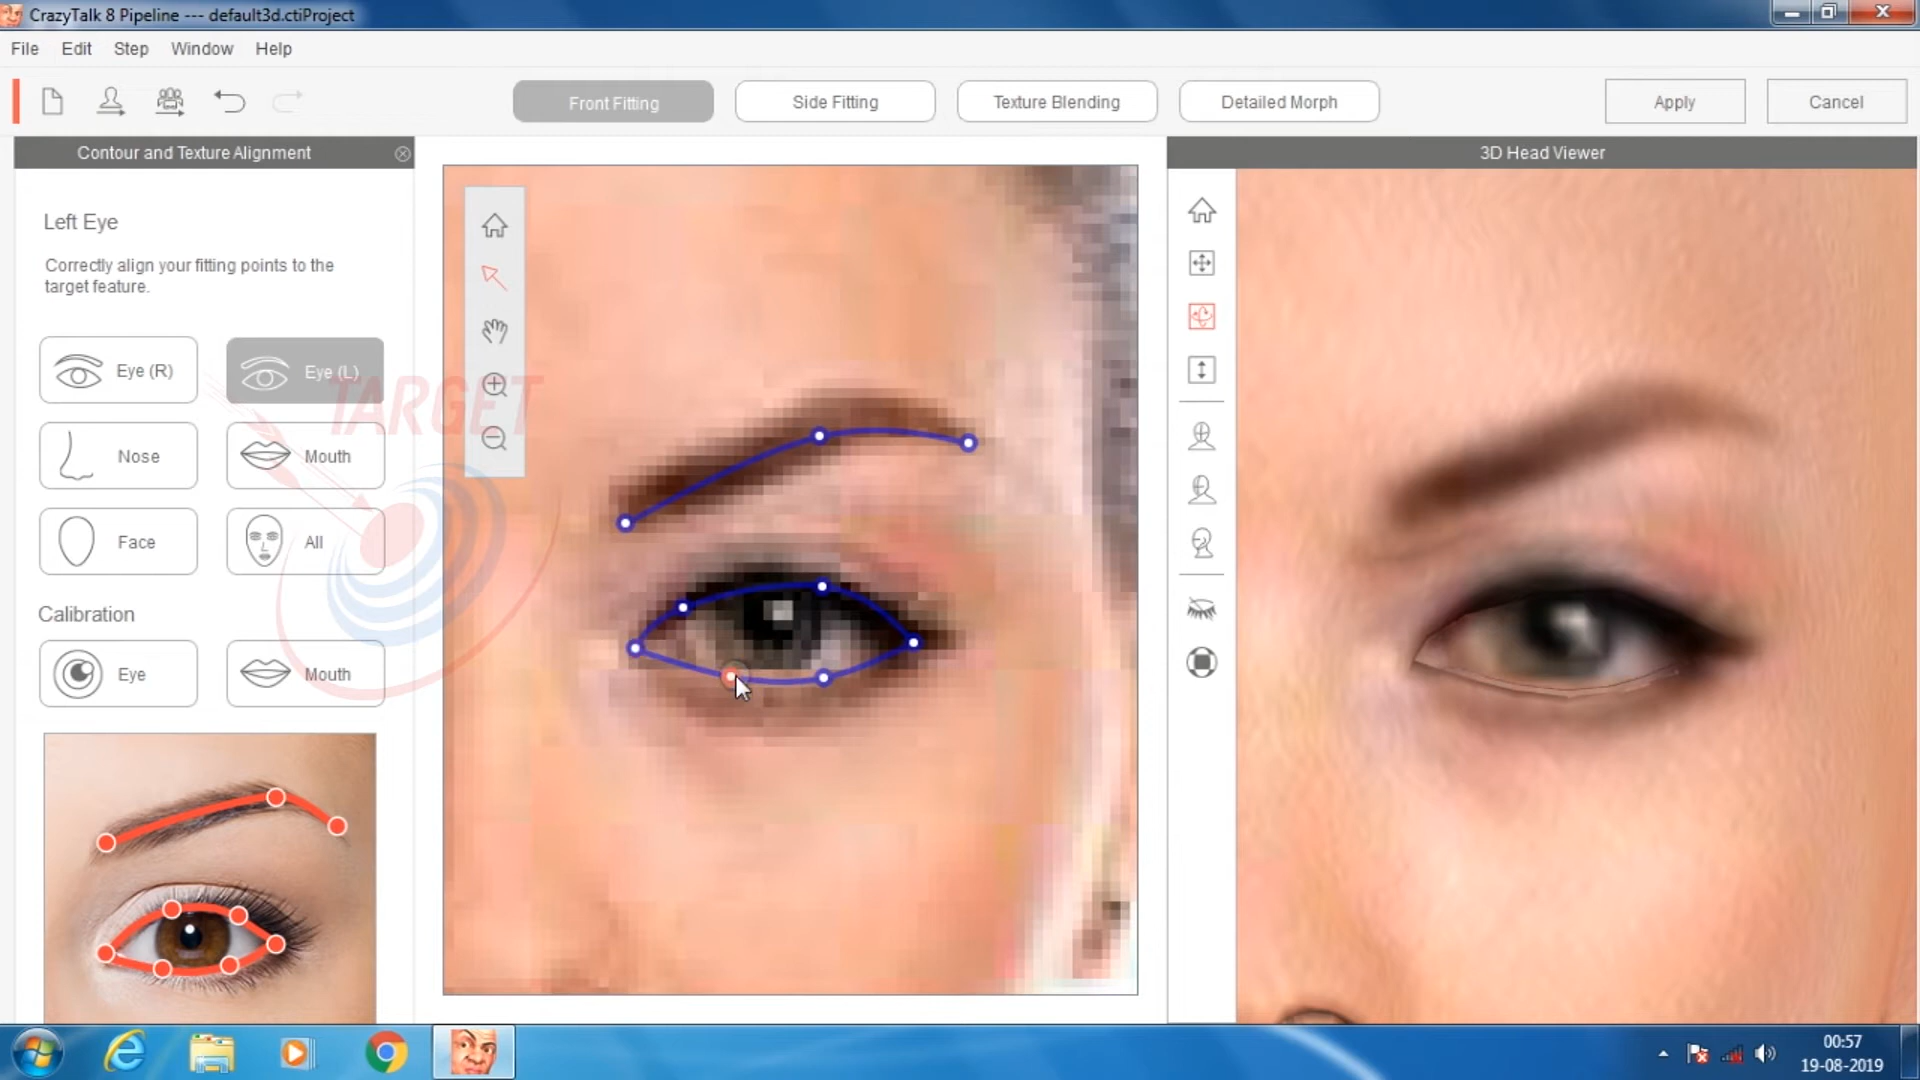 CrazyTalk 8 Pipeline --- default3d.ctiProject
File Edit Step Window Help
Front Fitting Side Fitting Texture Blending Detailed Morph Apply Cancel
Contour and Texture Alignment
3D Head Viewer
Left Eye
Correctly align your fitting points to the
target feature.
Eye (R) Eye (L)
TARGET
Nose Mouth
Face All
Calibration
Eye Mouth
00:57
19-08-2019